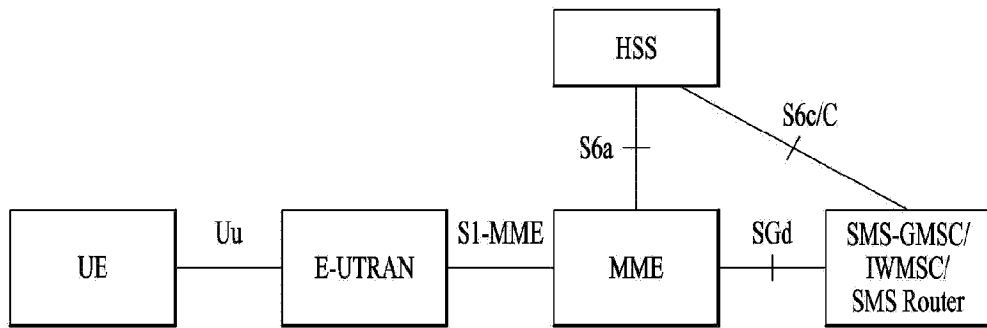 HSS
S6c/C
S6a
Uu
S1-MME
SGd
UE
E-UTRAN
MME
SMS-GMSC/
IWMSC/
SMS Router